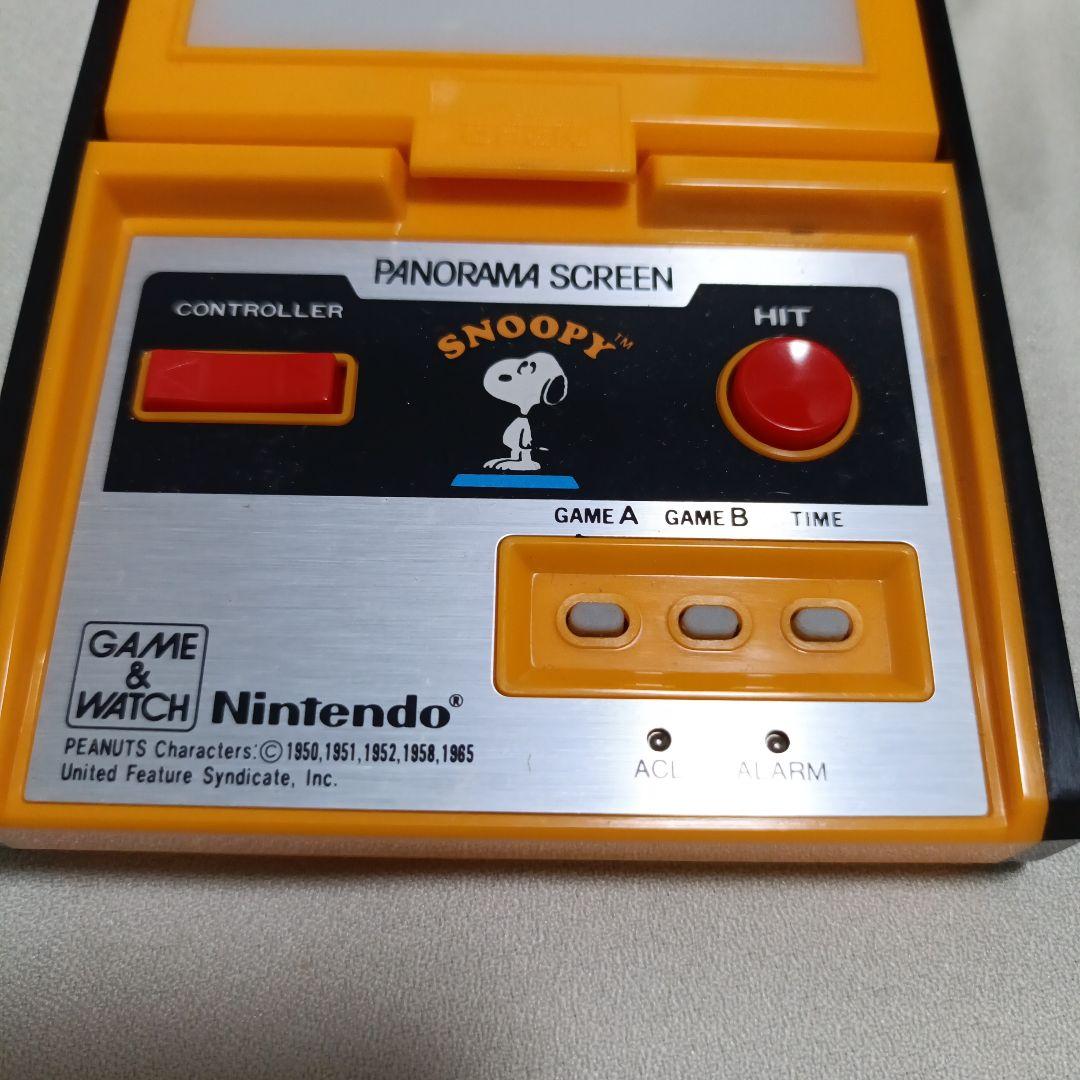 OPEN
PANORAMA SCREEN
CONTROLLER
SNOOPY™
HIT
GAME A GAME B TIME
GAME
&
WATCH
Nintendo®
PEANUTS Characters:© 1950,1951,1952,1958,1965
United Feature Syndicate, Inc.
ACL ALARM